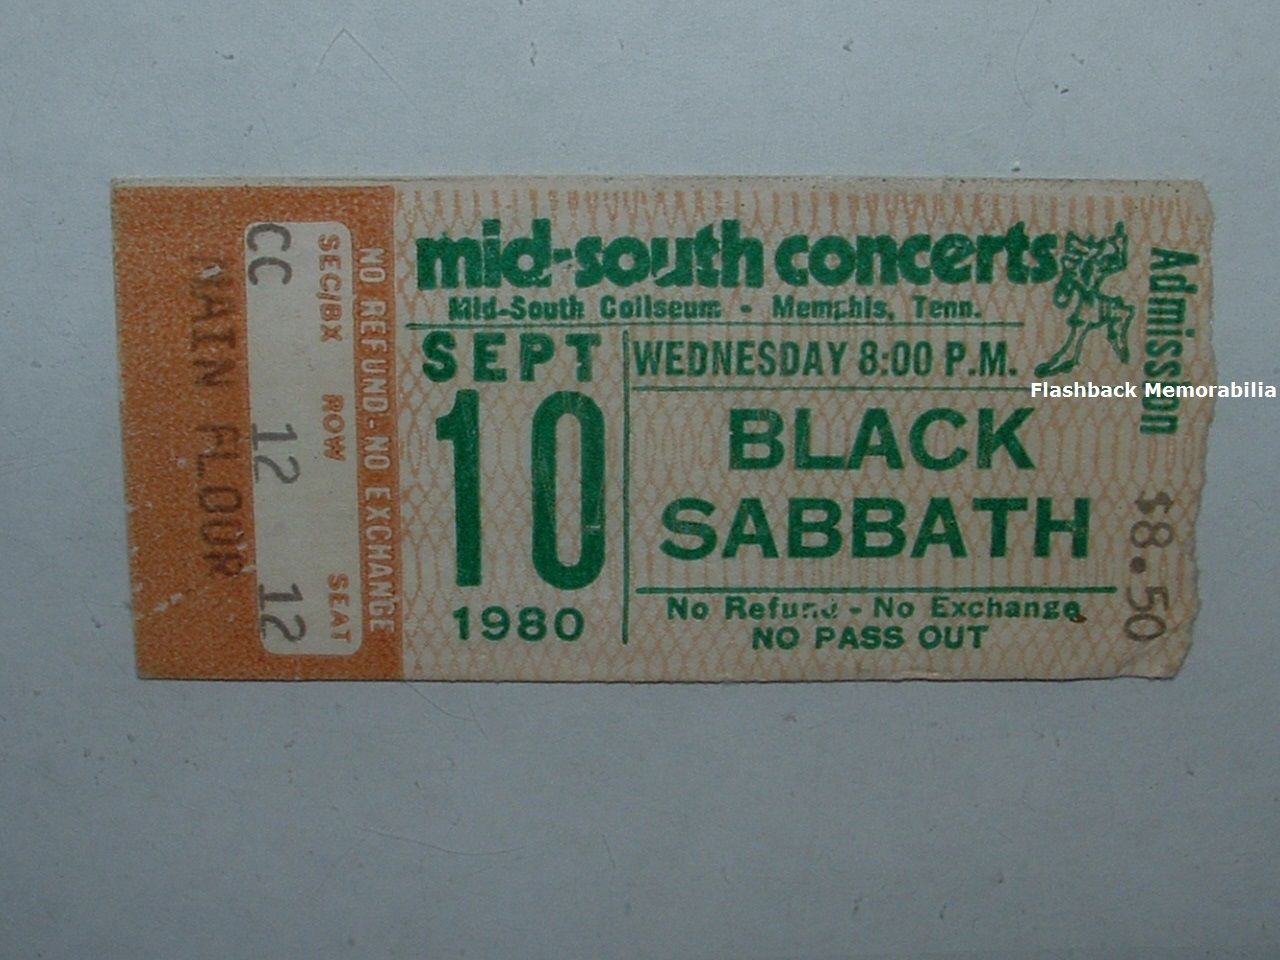 mid-south concerts
Mid-South Coliseum - Memphis, Tenn.
SEPT
10
1980
WEDNESDAY 8:00 P.M.
BLACK
SABBATH
No Refund - No Exchange
NO PASS OUT
Admission
$8.50
Flashback Memorabilia
NO REFUND - NO EXCHANGE
SEC/BX ROW SEAT
CC 12 12
MAIN FLOOR